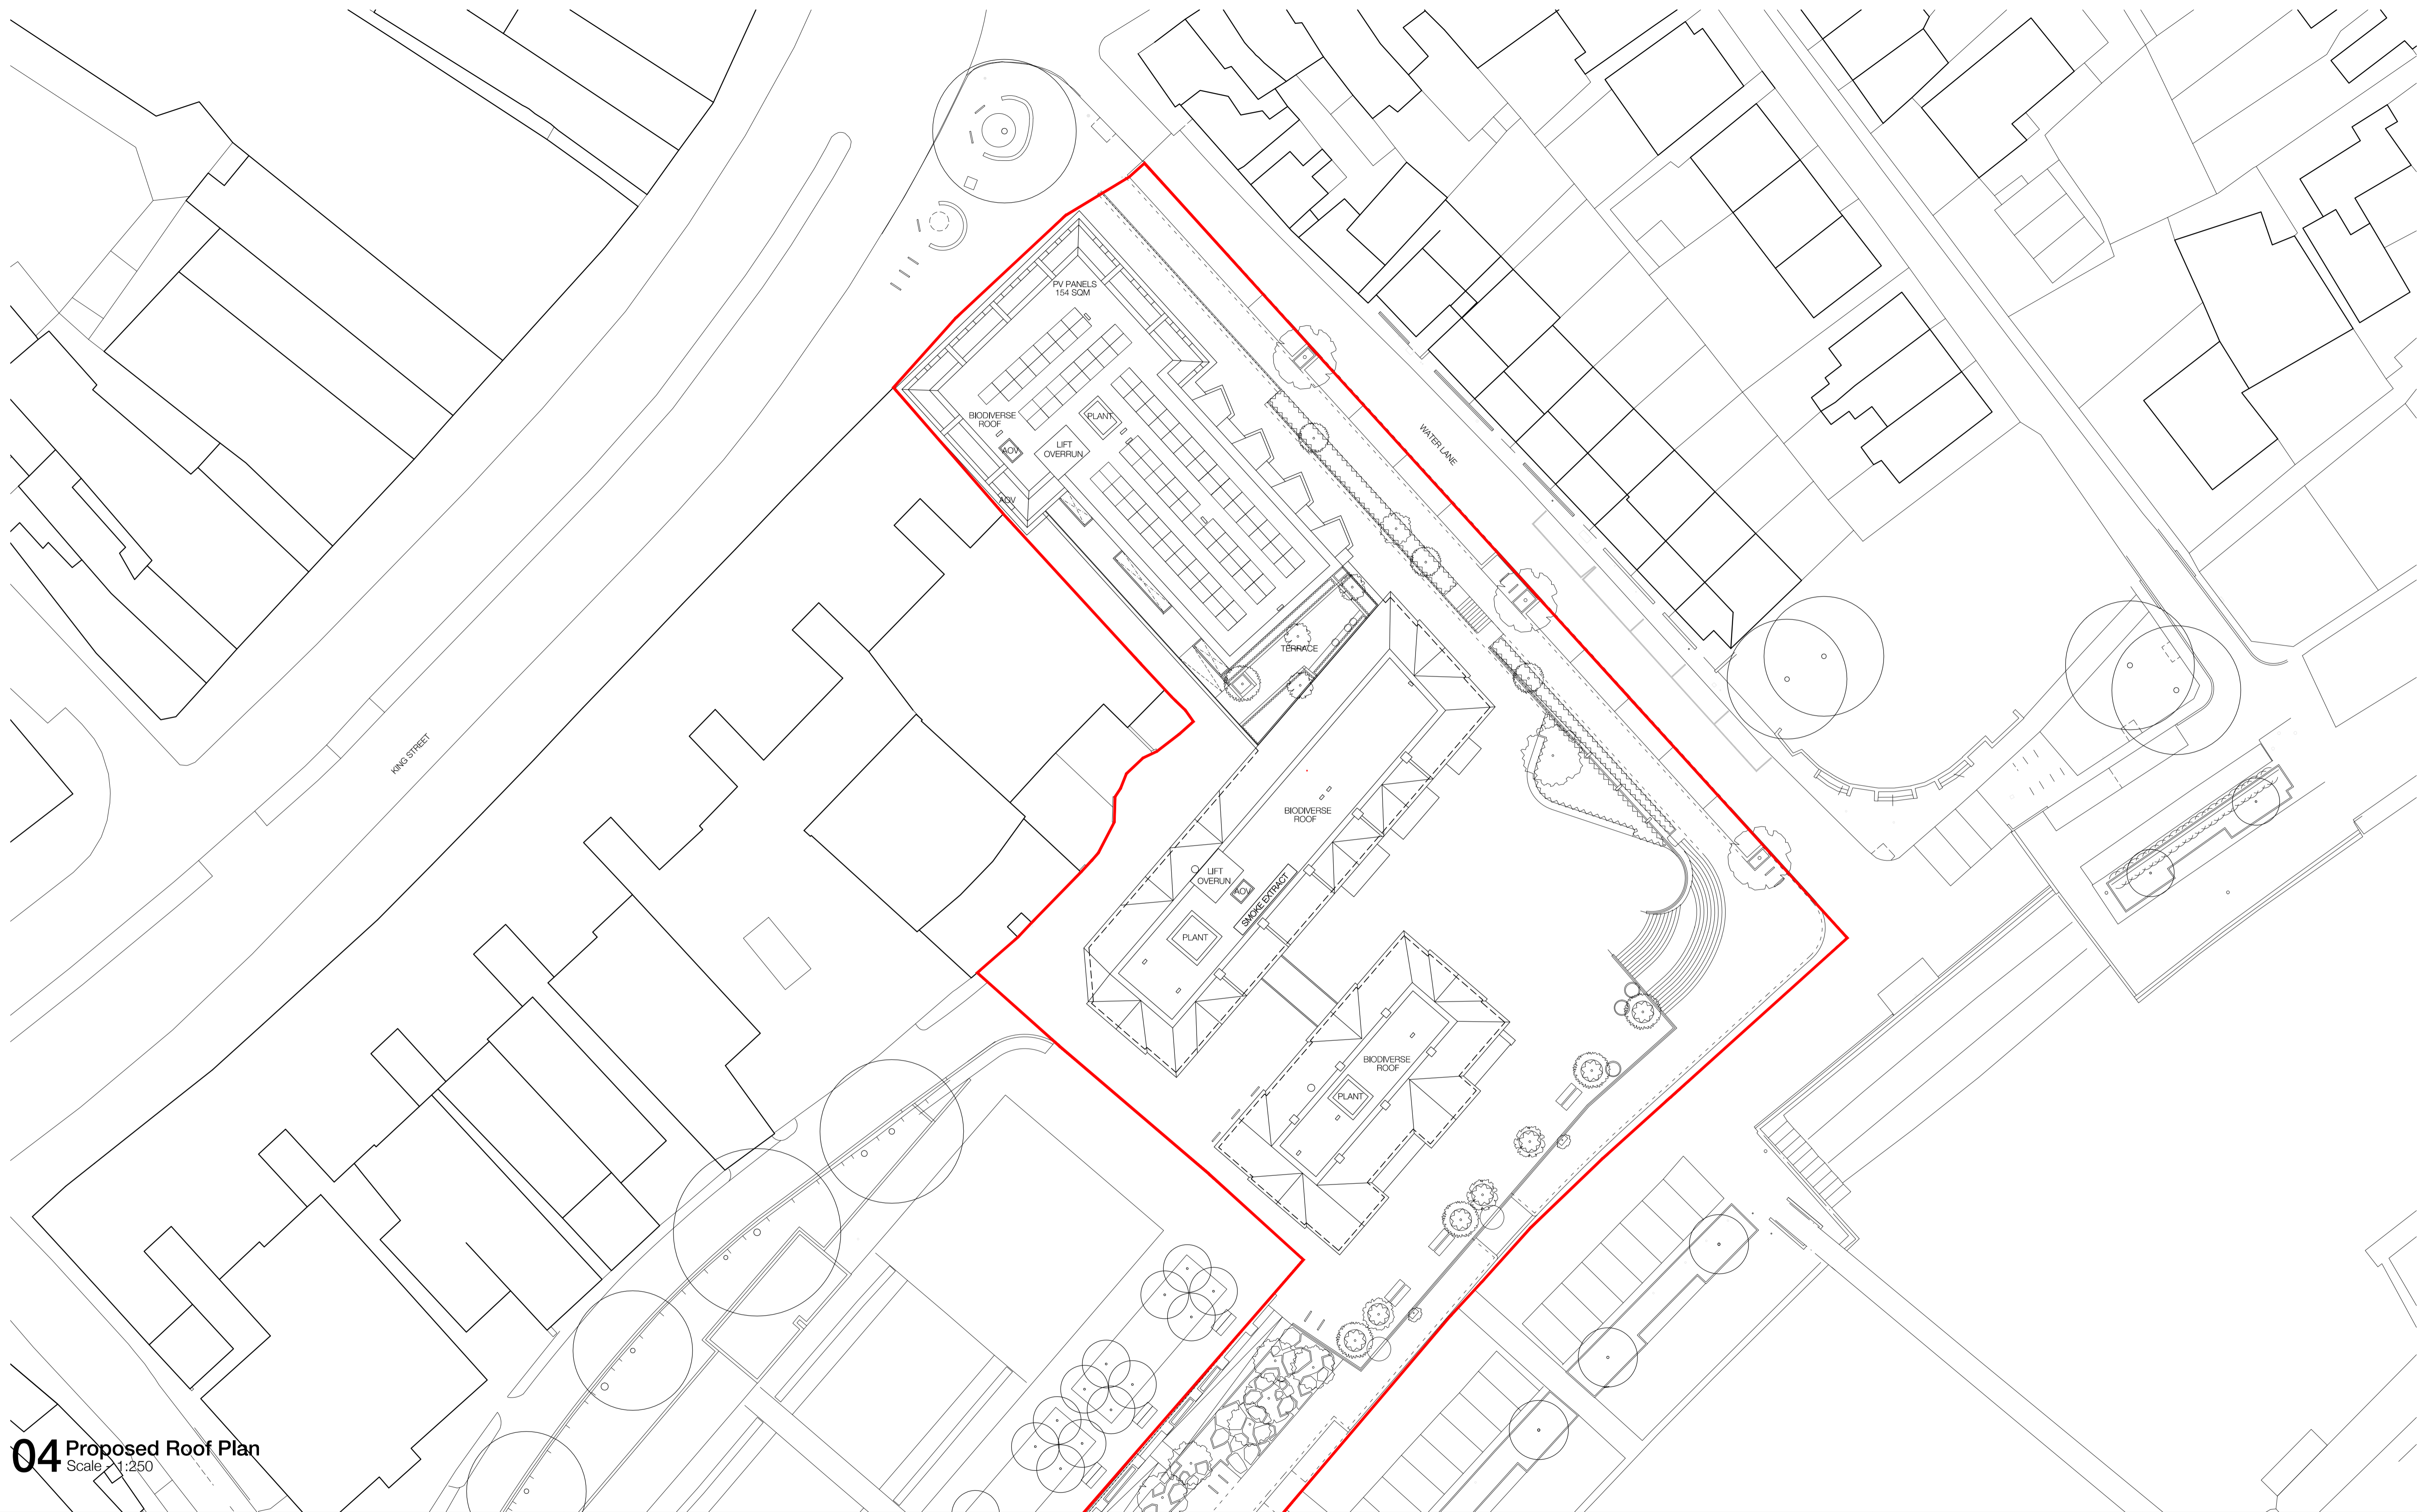 PV PANELS
154 SQM
BIODIVERSE
ROOF
PLANT
AOV
LIFT
OVERRUN
AOV
WATER LANE
TERRACE
KING STREET
BIODIVERSE
ROOF
LIFT
OVERUN
AOV
SMOKE EXTRACT
PLANT
BIODIVERSE
ROOF
PLANT
04 Proposed Roof Plan
Scale - 1:250